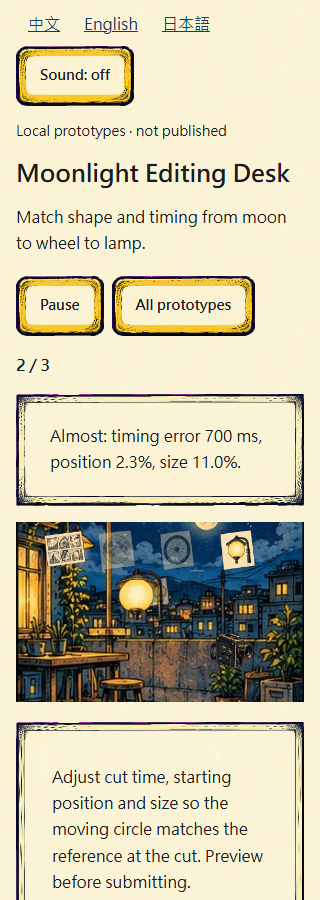 中文 English 日本語
Sound: off
Local prototypes · not published
Moonlight Editing Desk
Match shape and timing from moon
to wheel to lamp.
Pause All prototypes
2 / 3
Almost: timing error 700 ms,
position 2.3%, size 11.0%.
Adjust cut time, starting
position and size so the
moving circle matches the
reference at the cut. Preview
before submitting.